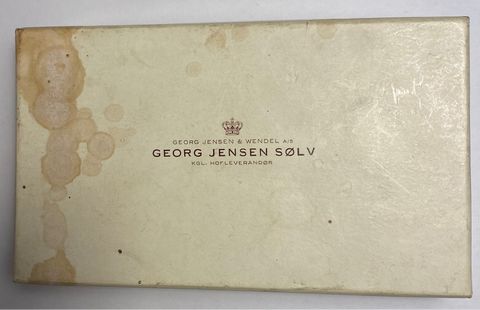 GEORG JENSEN & WENDEL A/S
GEORG JENSEN SØLV
KGL. HOFLEVERANDØR